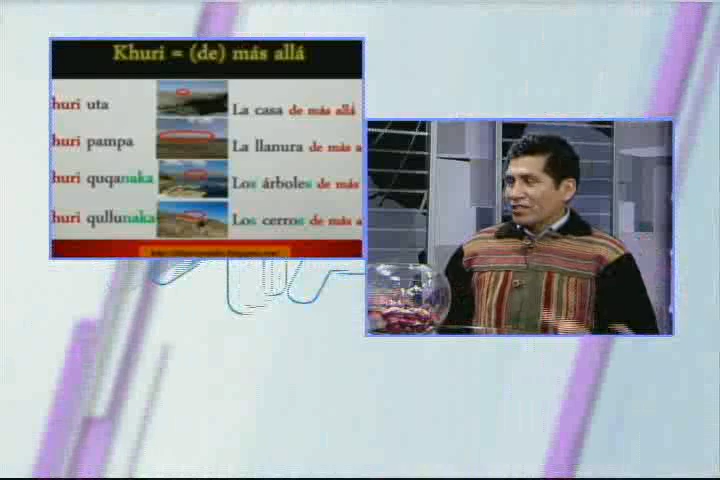 Khuri = (de) más allá
huri uta
La casa de más allá
huri pampa
La llanura de más a
huri quqanaka
Los árboles de más
huri qullunaka
Los cerros de más a